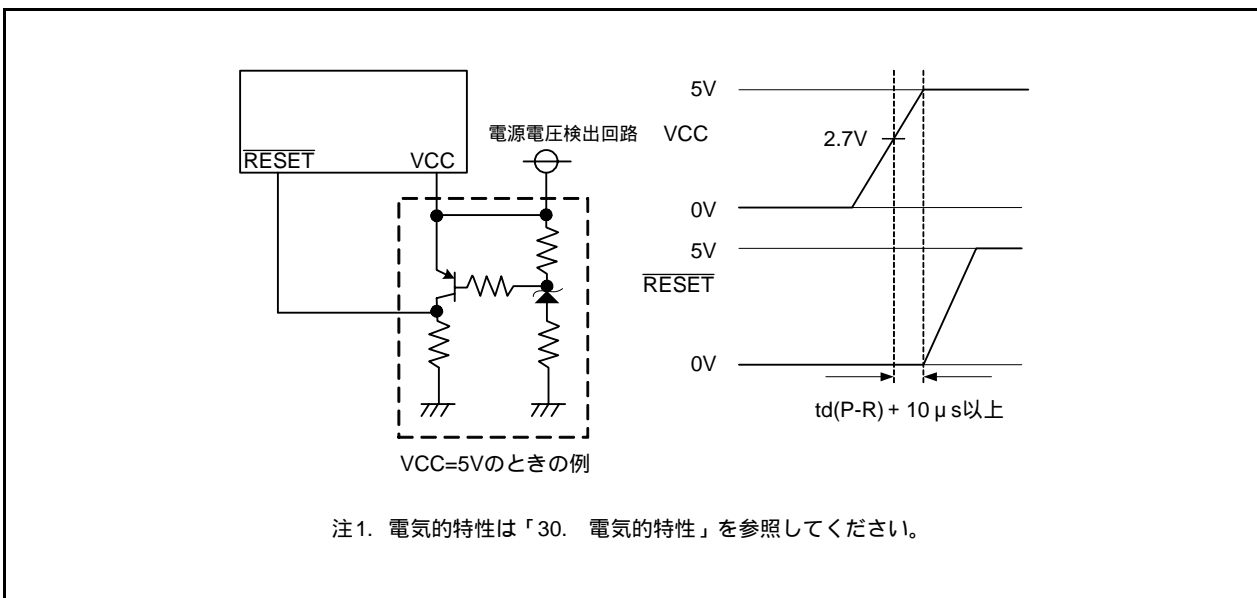 RESET VCC
電源電圧検出回路
VCC=5Vのときの例
5V
VCC
2.7V
0V
5V
RESET
0V
td(P-R) + 10 μs以上
注1. 電気的特性は「30. 電気的特性」を参照してください。